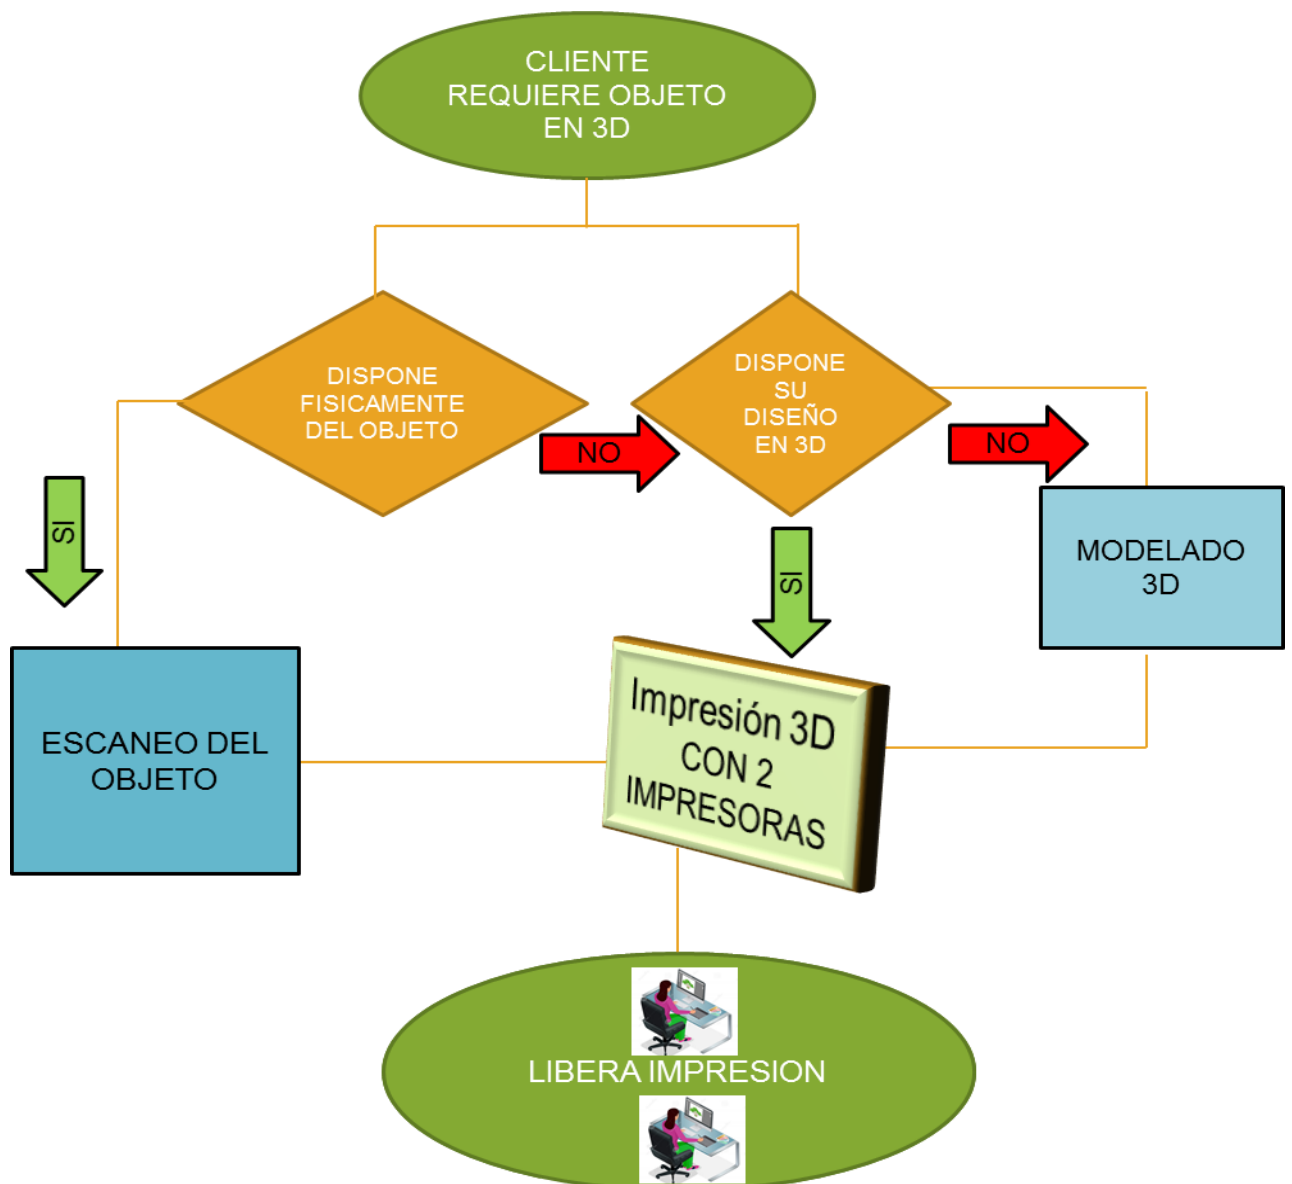 CLIENTE
REQUIERE OBJETO
EN 3D
DISPONE
FISICAMENTE
DEL OBJETO
NO
DISPONE
SU
DISEÑO
EN 3D
NO
SI
SI
MODELADO
3D
ESCANEO DEL
OBJETO
Impresión 3D
CON 2
IMPRESORAS
LIBERA IMPRESION